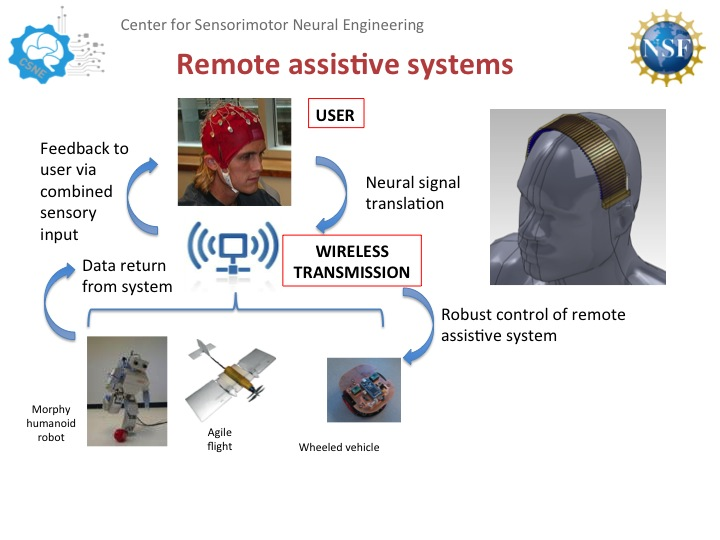 Center for Sensorimotor Neural Engineering
CSNE
NSF
Remote assistive systems
USER
Feedback to
user via
combined
sensory
input
Neural signal
translation
WIRELESS
TRANSMISSION
Data return
from system
Robust control of remote
assistive system
Morphy
humanoid
robot
Agile
flight
Wheeled vehicle